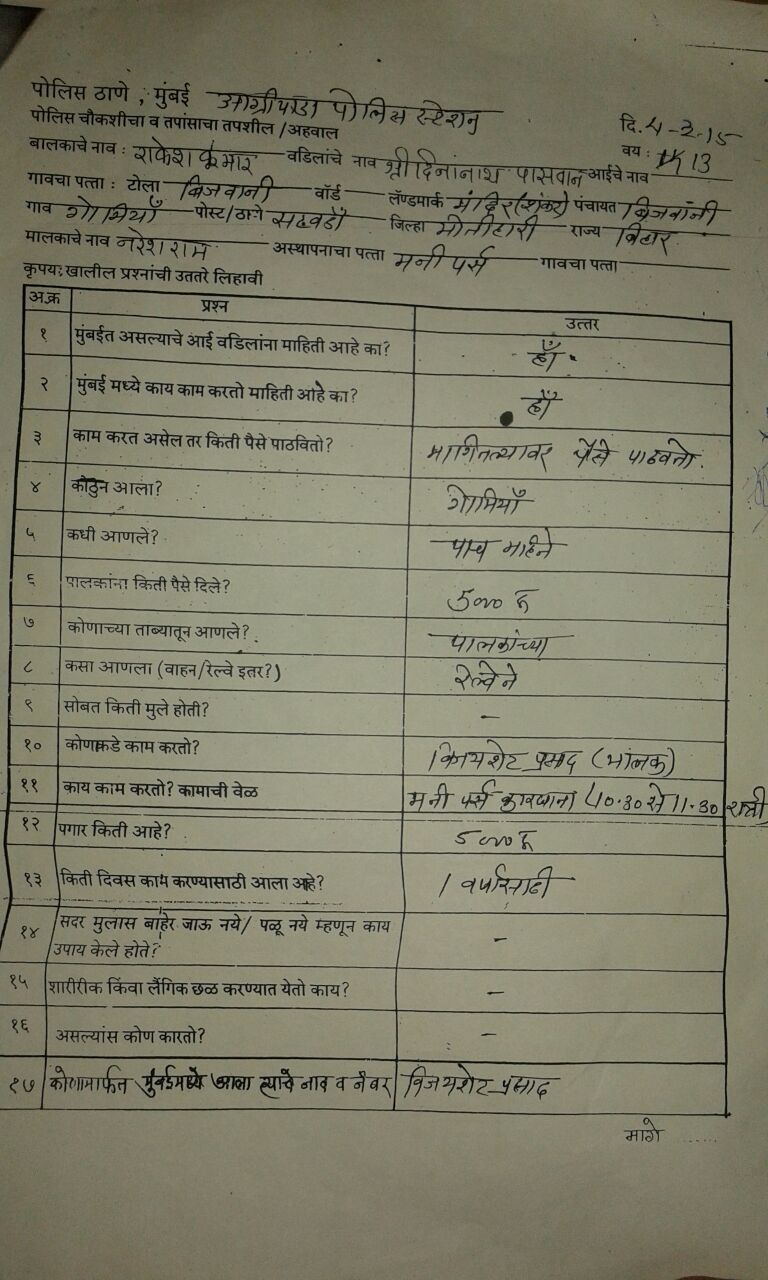 पोलिस ठाणे , मुंबई आग्रीपाडा पोलिस स्टेशन
पोलिस चौकशीचा व तपांसाचा तपशील /अहवाल दि. 4-2-15
बालकाचे नाव : राकेश कुमार वडिलांचे नाव श्री दिनांनाथ पासवान आईचे नाव वय : 13
गावचा पत्ता : टोला बिजवानी वॉर्ड लॅण्डमार्क मंदिर (शंकर) पंचायत बिजवांनी
गाव गोमियाँ पोस्ट/ठाणे जिल्हा मोतीहारी राज्य बिहार
मालकाचे नाव नरेश राम अस्थापनाचा पत्ता मनी पर्स गावचा पत्ता
कृपयः खालील प्रश्नांची उततरे लिहावी
अ.क्र प्रश्न उत्तर
१ मुंबईत असल्याचे आई वडिलांना माहिती आहे का? हाँ
२ मुंबई मध्ये काय काम करतो माहिती आहे का? हाँ
३ काम करत असेल तर किती पैसे पाठवितो? मागितल्यावर पैसे पाठवतो.
४ कोठुन आला? गोमियाँ
५ कधी आणले? पाच महिने
६ पालकांना किती पैसे दिले? 5000 रू
७ कोणाच्या ताब्यातून आणले? पालकांच्या
८ कसा आणला (वाहन/रेल्वे इतर?) रेल्वेने
९ सोबत किती मुले होती? -
१० कोणाकडे काम करतो? विजयशेट प्रसाद (मालक)
११ काय काम करतो? कामाची वेळ मनी पर्स कारखाना 10.30 से 11.30 रात्री
१२ पगार किती आहे? 5000 रू
१३ किती दिवस काम करण्यासाठी आला आहे? 1 वर्षासाठी
१४ सदर मुलास बाहेर जाऊ नये/ पळू नये म्हणून काय -
उपाय केले होते?
१५ शारीरीक किंवा लैंगिक छळ करण्यात येतो काय? -
१६ असल्यांस कोण कारतो? -
१७ कोणामार्फत मुंबईमध्ये आला त्याचे नाव व नंबर विजयशेट प्रसाद
मागे ......